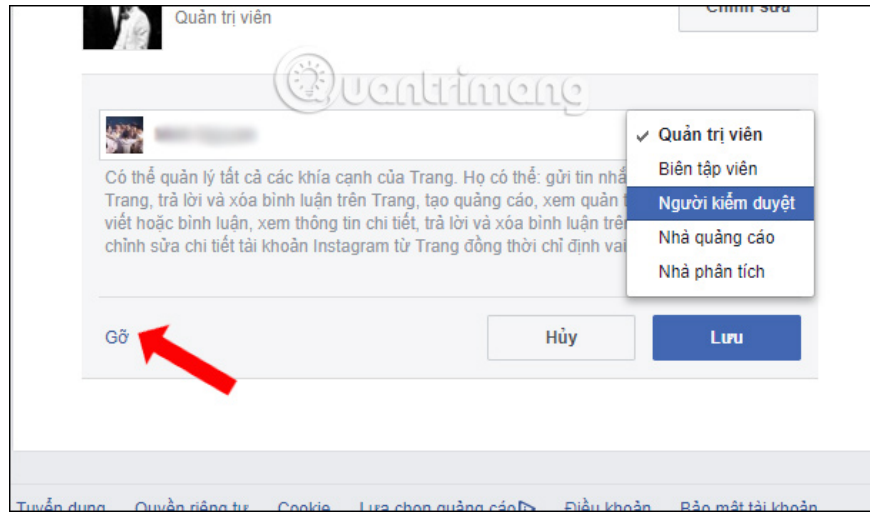 Quản trị viên
Chỉnh sửa
Quantrimang
Quản trị viên
Biên tập viên
Người kiểm duyệt
Nhà quảng cáo
Nhà phân tích
Có thể quản lý tất cả các khía cạnh của Trang. Họ có thể: gửi tin nhắ
Trang, trả lời và xóa bình luận trên Trang, tạo quảng cáo, xem quản t
viết hoặc bình luận, xem thông tin chi tiết, trả lời và xóa bình luận trê
chỉnh sửa chi tiết tài khoản Instagram từ Trang đồng thời chỉ định vai
Gỡ
Hủy
Lưu
Tuyển dụng Quyền riêng tư Cookie Lựa chọn quảng cáo Điều khoản Bảo mật tài khoản